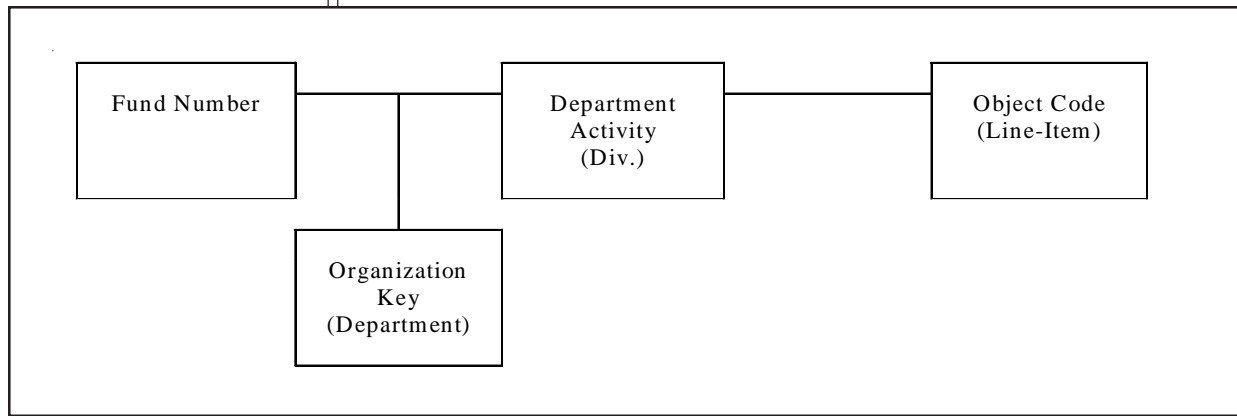 Fund Number
Department
Activity
(Div.)
Object Code
(Line-Item)
Organization
Key
(Department)